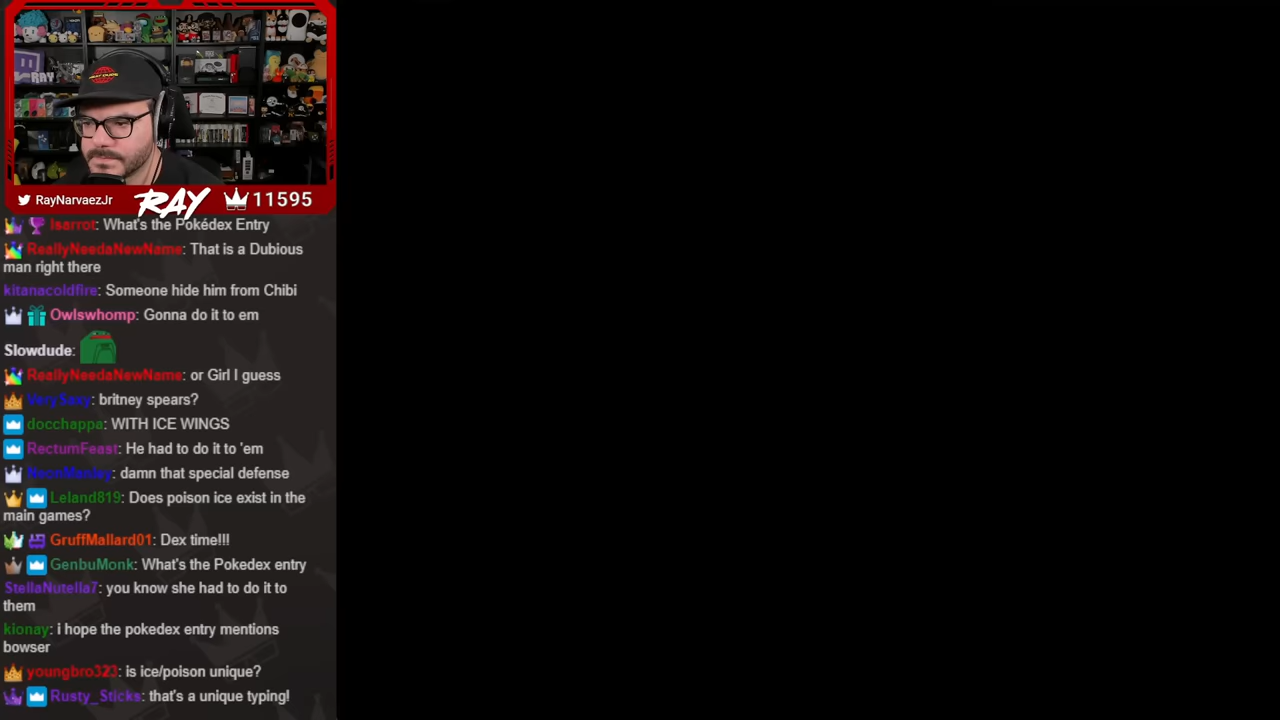 RayNarvaezJr
RAY
11595
Isarrot: What's the Pokédex Entry
ReallyNeedaNewName: That is a Dubious
man right there
kitanacoldfire: Someone hide him from Chibi
Owlswhomp: Gonna do it to em
Slowdude:
ReallyNeedaNewName: or Girl I guess
VerySaxy: britney spears?
docchappa: WITH ICE WINGS
RectumFeast: He had to do it to 'em
damn that special defense
Leland819: Does poison ice exist in the
main games?
GruffMallard01: Dex time!!!
GenbuMonk: What's the Pokedex entry
StellaNutella7: you know she had to do it to
them
kionay: i hope the pokedex entry mentions
bowser
youngbro323: is ice/poison unique?
Rusty_Sticks: that's a unique typing!